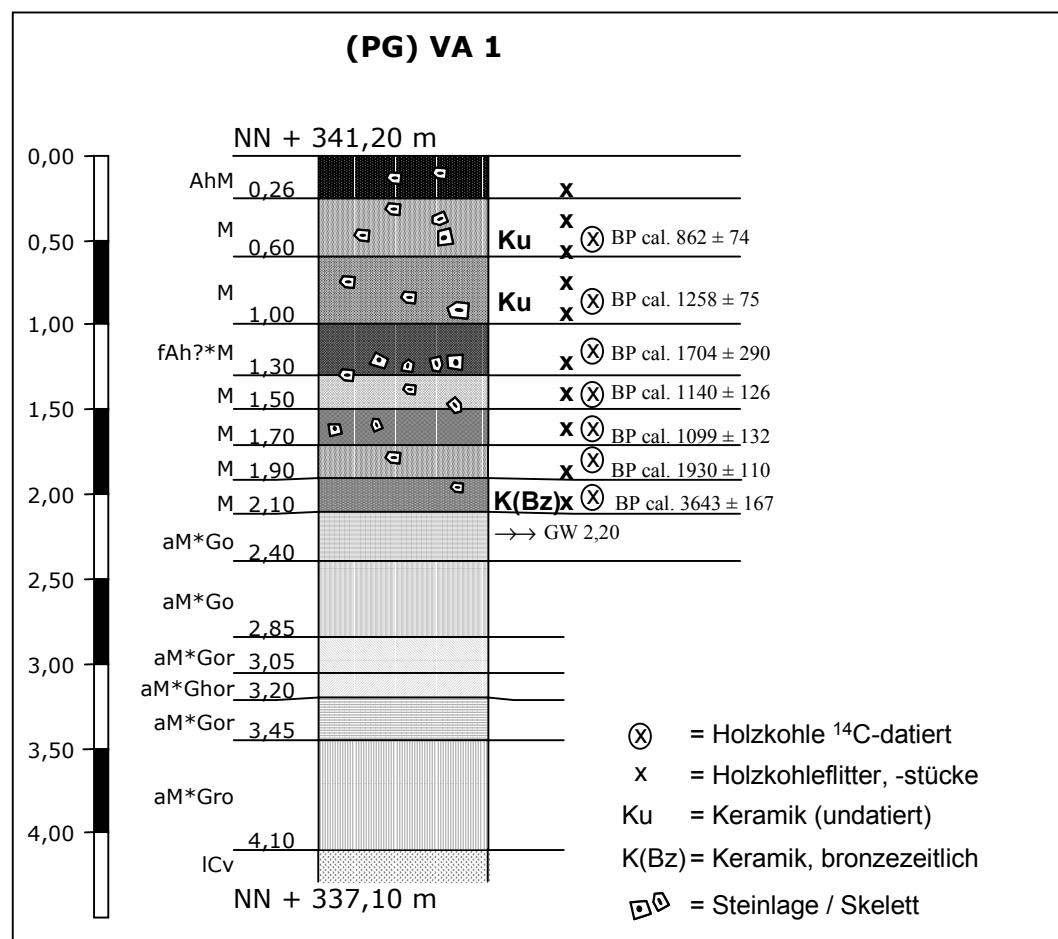 (PG) VA 1
NN + 341,20 m
0,00
AhM 0,26 x
x
0,50 M 0,60 Ku x ⓧ BP cal. 862 ± 74
x
M 1,00 Ku x ⓧ BP cal. 1258 ± 75
1,00
fAh?*M 1,30 x ⓧ BP cal. 1704 ± 290
M 1,50 x ⓧ BP cal. 1140 ± 126
1,50
M 1,70 x ⓧ BP cal. 1099 ± 132
M 1,90 x ⓧ BP cal. 1930 ± 110
2,00
M 2,10 K(Bz) x ⓧ BP cal. 3643 ± 167
GW 2,20
aM*Go 2,40
2,50
aM*Go 2,85
3,00
aM*Gor 3,05
aM*Ghor 3,20
aM*Gor 3,45
3,50
aM*Gro 4,10
4,00
lCv
NN + 337,10 m
ⓧ = Holzkohle ¹⁴C-datiert
x = Holzkohleflitter, -stücke
Ku = Keramik (undatiert)
K(Bz) = Keramik, bronzezeitlich
= Steinlage / Skelett